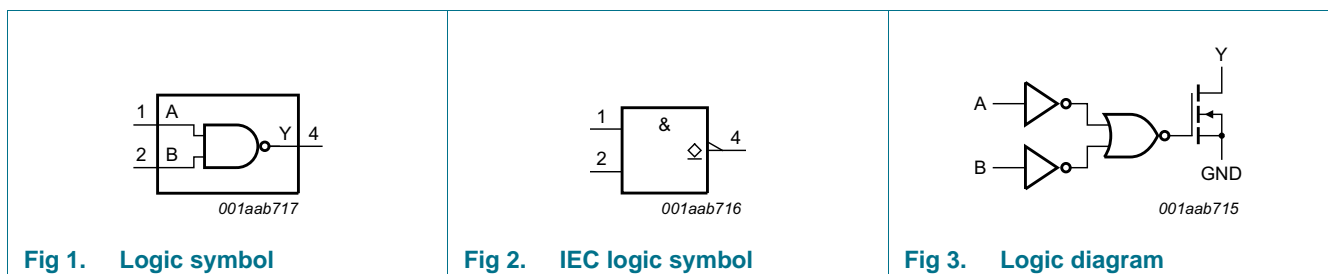 1 A
2 B
Y 4
001aab717
Fig 1. Logic symbol
1
2
&
4
001aab716
Fig 2. IEC logic symbol
A
B
Y
GND
001aab715
Fig 3. Logic diagram